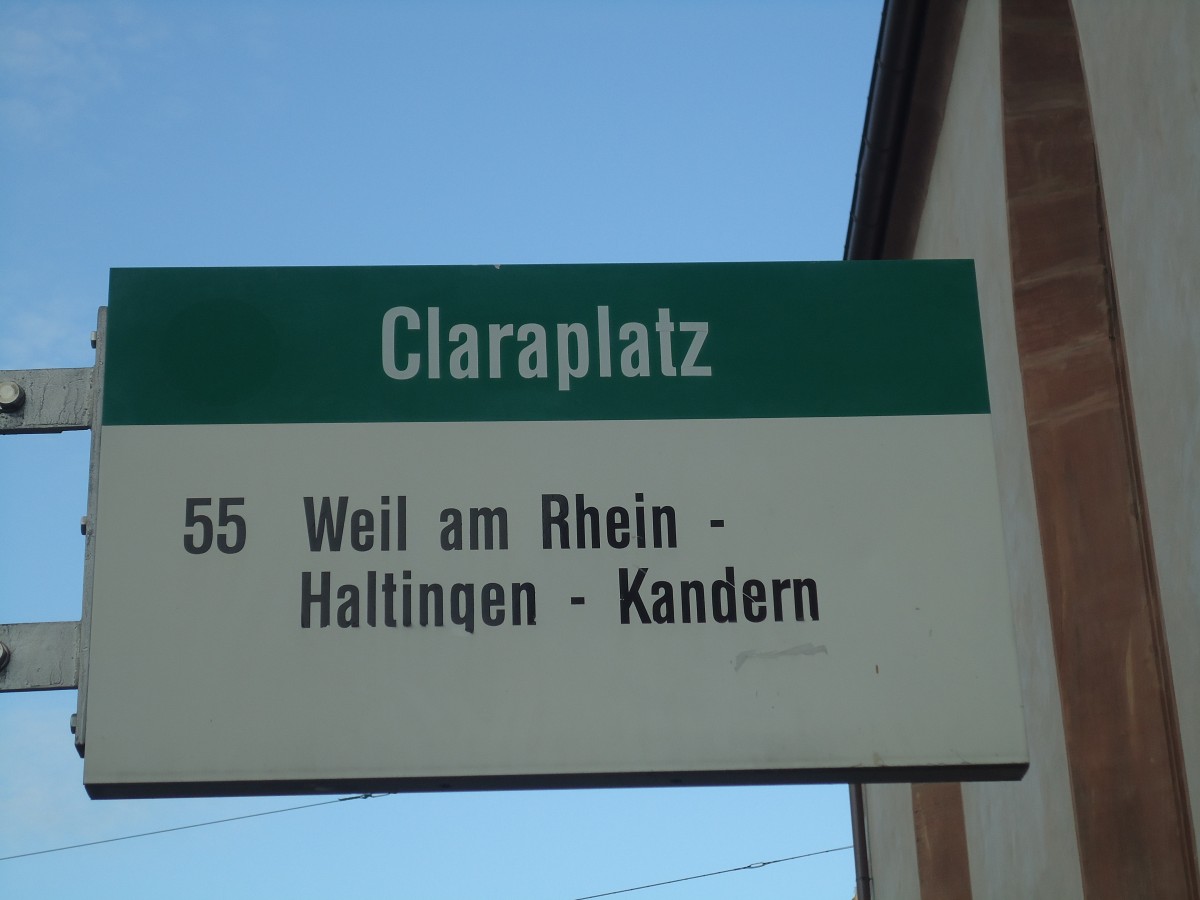 Claraplatz
55 Weil am Rhein -
Haltingen - Kandern